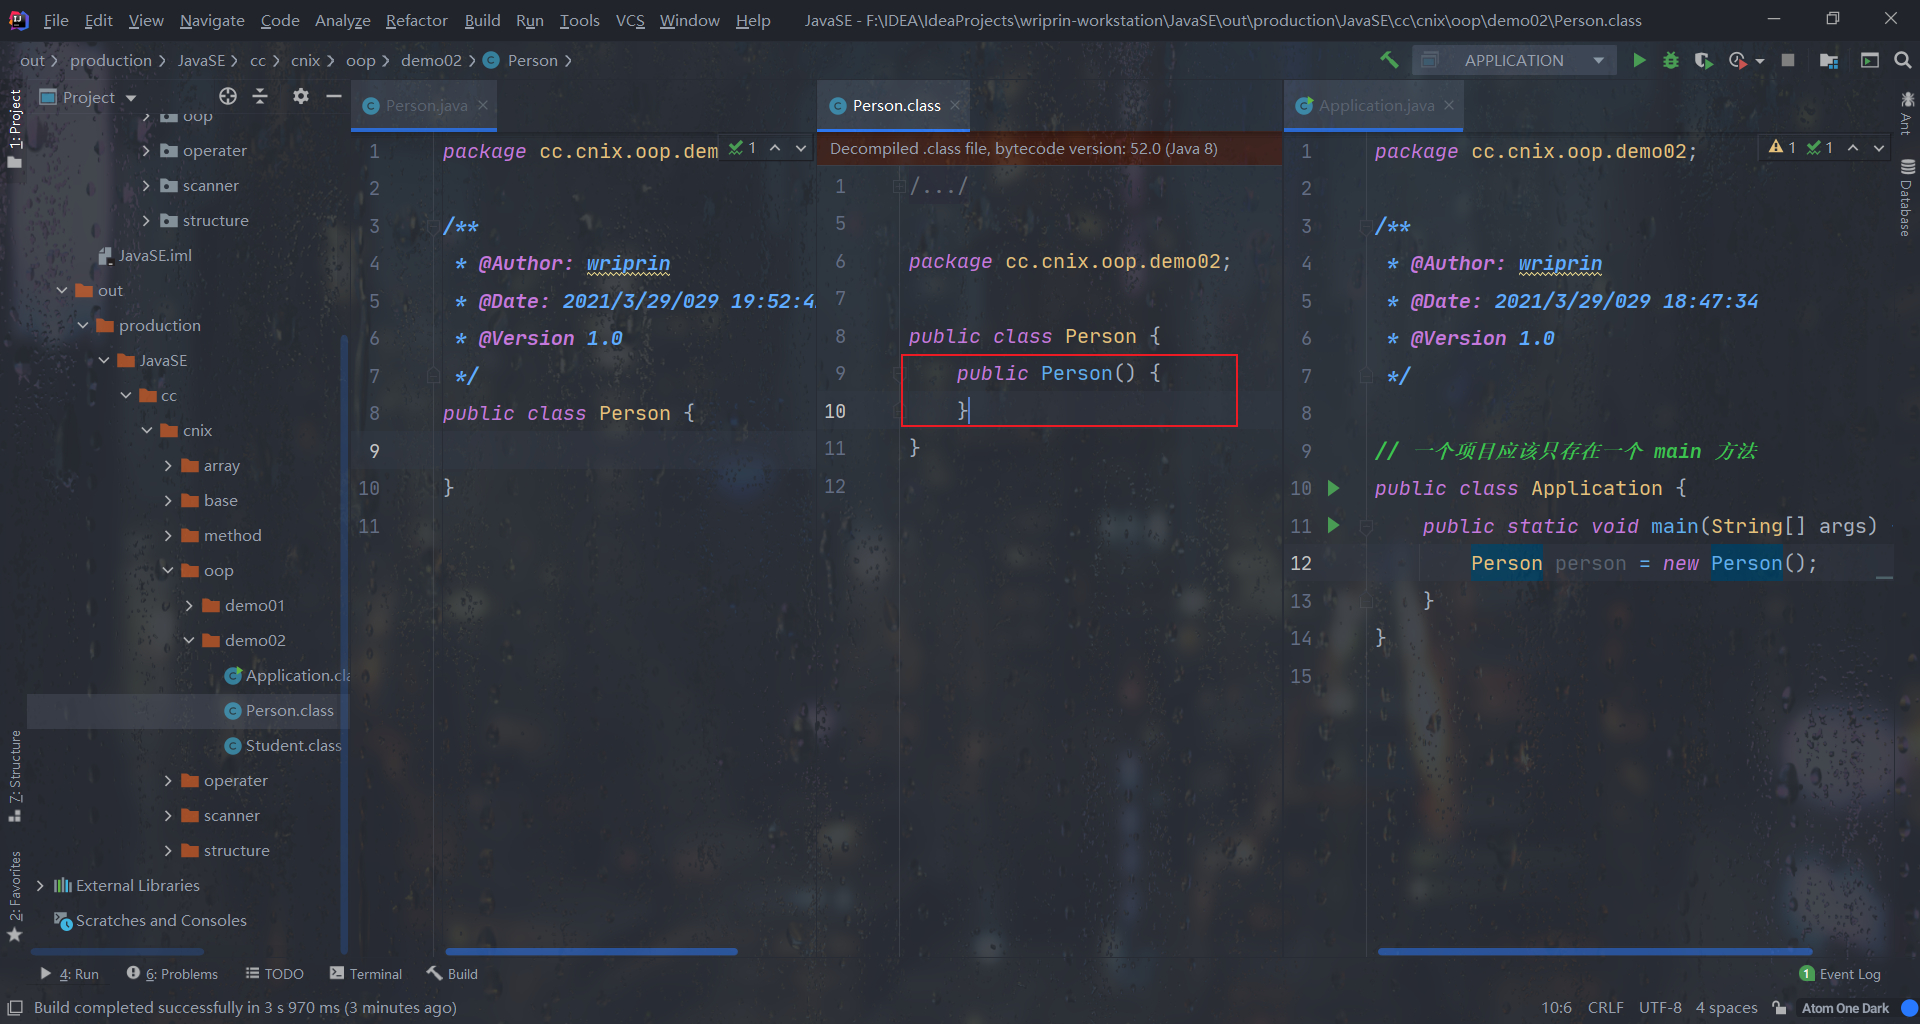 File Edit View Navigate Code Analyze Refactor Build Run Tools VCS Window Help JavaSE - F:\IDEA\IdeaProjects\wriprin-workstation\JavaSE\out\production\JavaSE\cc\cnix\oop\demo02\Person.class
out production JavaSE cc cnix oop demo02 Person APPLICATION
1: Project
7: Structure
2: Favorites
Project
oop
operater
scanner
structure
JavaSE.iml
out
production
JavaSE
cc
cnix
array
base
method
oop
demo01
demo02
Application.cla
Person.class
Student.class
operater
scanner
structure
External Libraries
Scratches and Consoles
Person.java
1
1 package cc.cnix.oop.dem
2
3 /**
4 * @Author: wriprin
5 * @Date: 2021/3/29/029 19:52:4
6 * @Version 1.0
7 */
8 public class Person {
9
10 }
11
Person.class
Decompiled .class file, bytecode version: 52.0 (Java 8)
1 /.../
5
6 package cc.cnix.oop.demo02;
7
8 public class Person {
9 public Person() {
10 }
11 }
12
Application.java
1 1
1 package cc.cnix.oop.demo02;
2
3 /**
4 * @Author: wriprin
5 * @Date: 2021/3/29/029 18:47:34
6 * @Version 1.0
7 */
8
9 // 一个项目应该只存在一个 main 方法
10 public class Application {
11 public static void main(String[] args)
12 Person person = new Person();
13 }
14 }
15
Ant
Database
4: Run 6: Problems TODO Terminal Build 1 Event Log
Build completed successfully in 3 s 970 ms (3 minutes ago) 10:6 CRLF UTF-8 4 spaces Atom One Dark